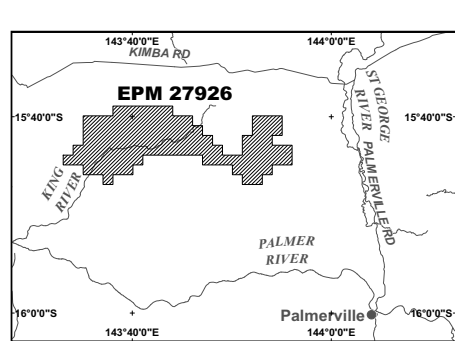 143°40'0"E
144°0'0"E
KIMBA RD
EPM 27926
15°40'0"S
15°40'0"S
ST GEORGE
RIVER
PALMERVILLE RD
KING
RIVER
PALMER
RIVER
16°0'0"S
Palmerville
16°0'0"S
143°40'0"E
144°0'0"E